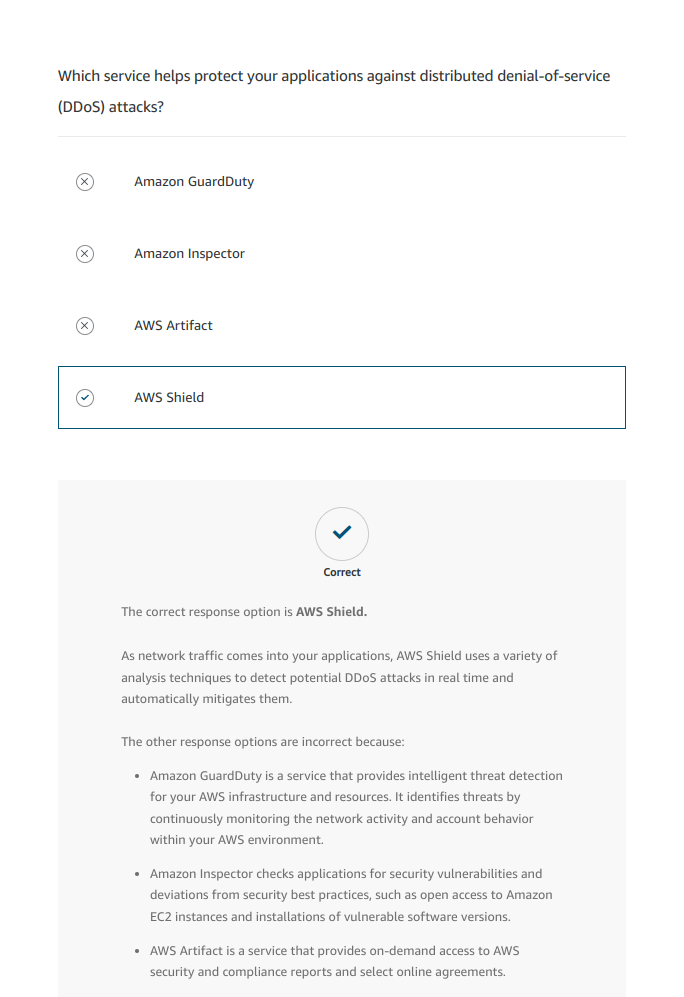 Which service helps protect your applications against distributed denial-of-service
(DDoS) attacks?
Amazon GuardDuty
Amazon Inspector
AWS Artifact
AWS Shield
Correct
The correct response option is AWS Shield.
As network traffic comes into your applications, AWS Shield uses a variety of
analysis techniques to detect potential DDoS attacks in real time and
automatically mitigates them.
The other response options are incorrect because:
• Amazon GuardDuty is a service that provides intelligent threat detection
for your AWS infrastructure and resources. It identifies threats by
continuously monitoring the network activity and account behavior
within your AWS environment.
• Amazon Inspector checks applications for security vulnerabilities and
deviations from security best practices, such as open access to Amazon
EC2 instances and installations of vulnerable software versions.
• AWS Artifact is a service that provides on-demand access to AWS
security and compliance reports and select online agreements.